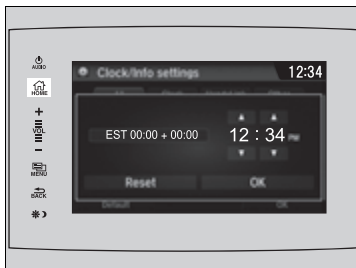 AUDIO
HOME
+
VOL
-
MENU
BACK
Clock/Info settings
12:34
EST 00:00 + 00:00
12 : 34
Reset
OK
Default
OK